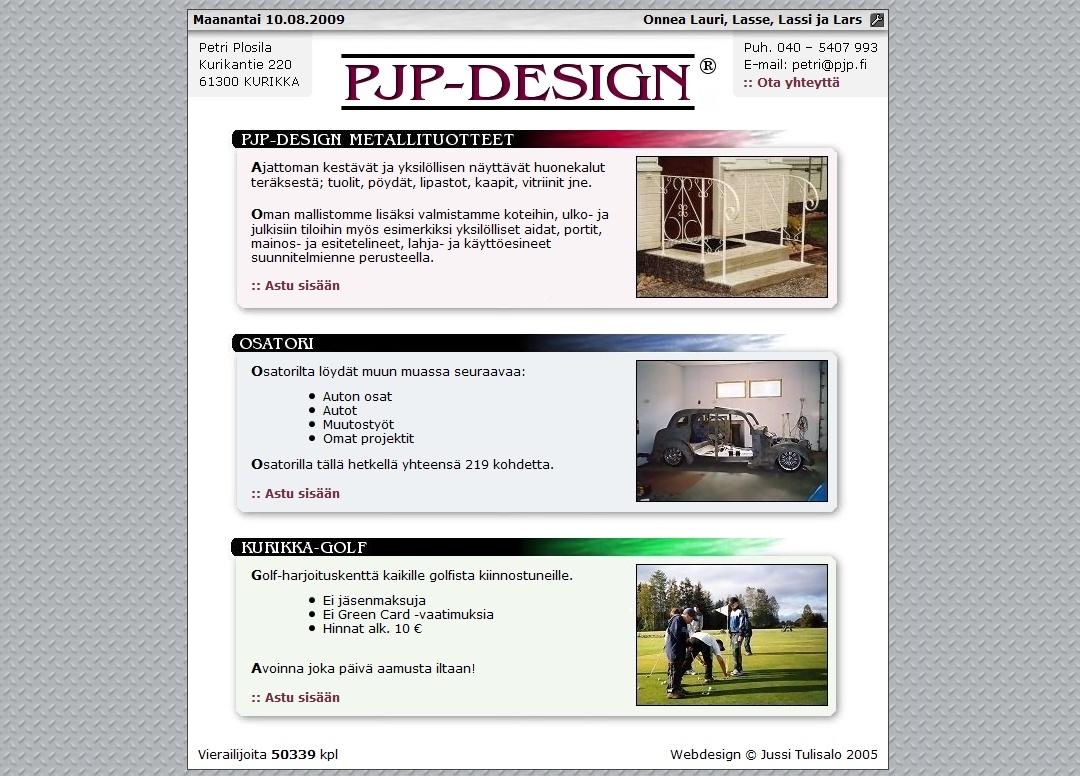 Maanantai 10.08.2009
Onnea Lauri, Lasse, Lassi ja Lars
Petri Plosila
Kurikantie 220
61300 KURIKKA
PJP-DESIGN®
Puh. 040 – 5407 993
E-mail: petri@pjp.fi
:: Ota yhteyttä
PJP-DESIGN METALLITUOTTEET
Ajattoman kestävät ja yksilöllisen näyttävät huonekalut
teräksestä; tuolit, pöydät, lipastot, kaapit, vitriinit jne.
Oman mallistomme lisäksi valmistamme koteihin, ulko- ja
julkisiin tiloihin myös esimerkiksi yksilölliset aidat, portit,
mainos- ja esitetelineet, lahja- ja käyttöesineet
suunnitelmienne perusteella.
:: Astu sisään
OSATORI
Osatorilta löydät muun muassa seuraavaa:
• Auton osat
• Autot
• Muutostyöt
• Omat projektit
Osatorilla tällä hetkellä yhteensä 219 kohdetta.
:: Astu sisään
KURIKKA-GOLF
Golf-harjoituskenttä kaikille golfista kiinnostuneille.
• Ei jäsenmaksuja
• Ei Green Card -vaatimuksia
• Hinnat alk. 10 €
Avoinna joka päivä aamusta iltaan!
:: Astu sisään
Vierailijoita 50339 kpl
Webdesign © Jussi Tulisalo 2005